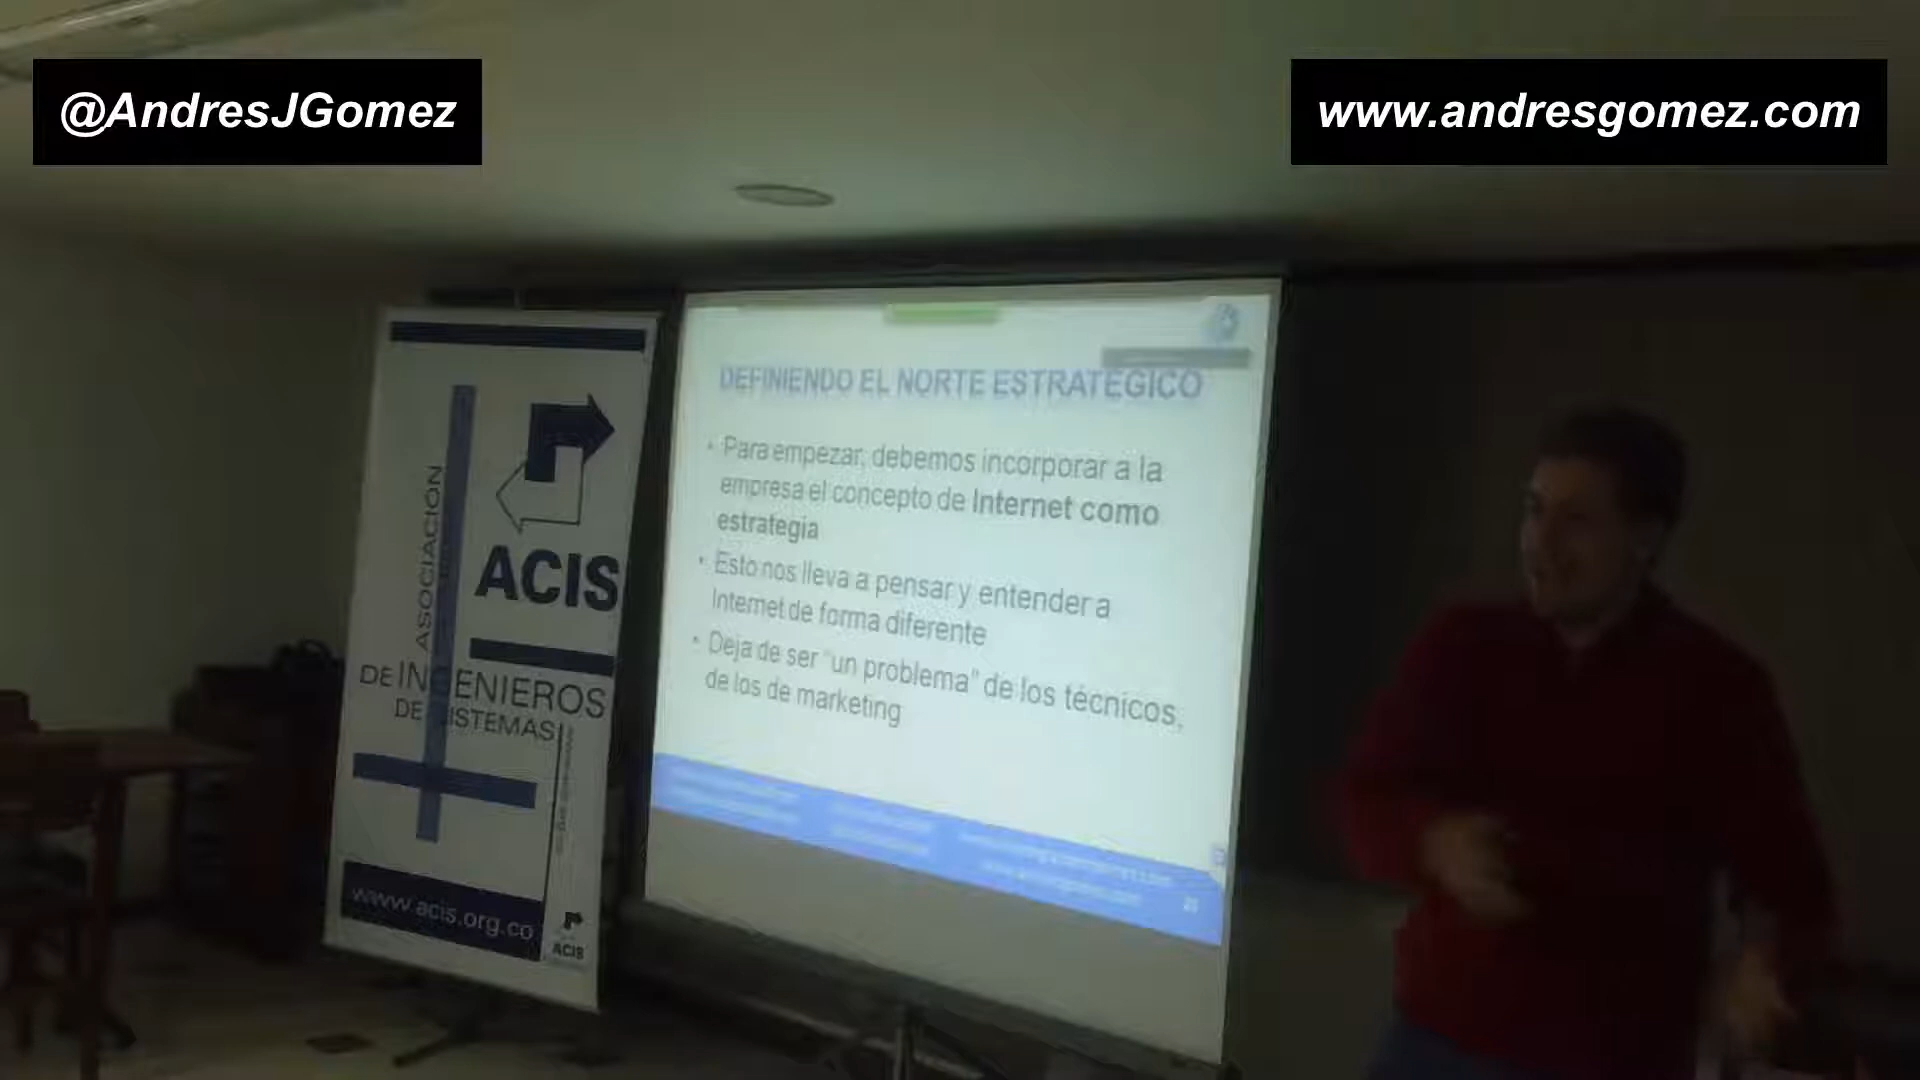 @AndresJGomez
www.andresgomez.com
ASOCIACIÓN
ACIS
DE INGENIEROS
DE SISTEMAS
www.acis.org.co
ACIS
DEFINIENDO EL NORTE ESTRATÉGICO
• Para empezar, debemos incorporar a la
empresa el concepto de Internet como
estrategia
• Esto nos lleva a pensar y entender a
Internet de forma diferente
• Deja de ser "un problema" de los técnicos,
de los de marketing